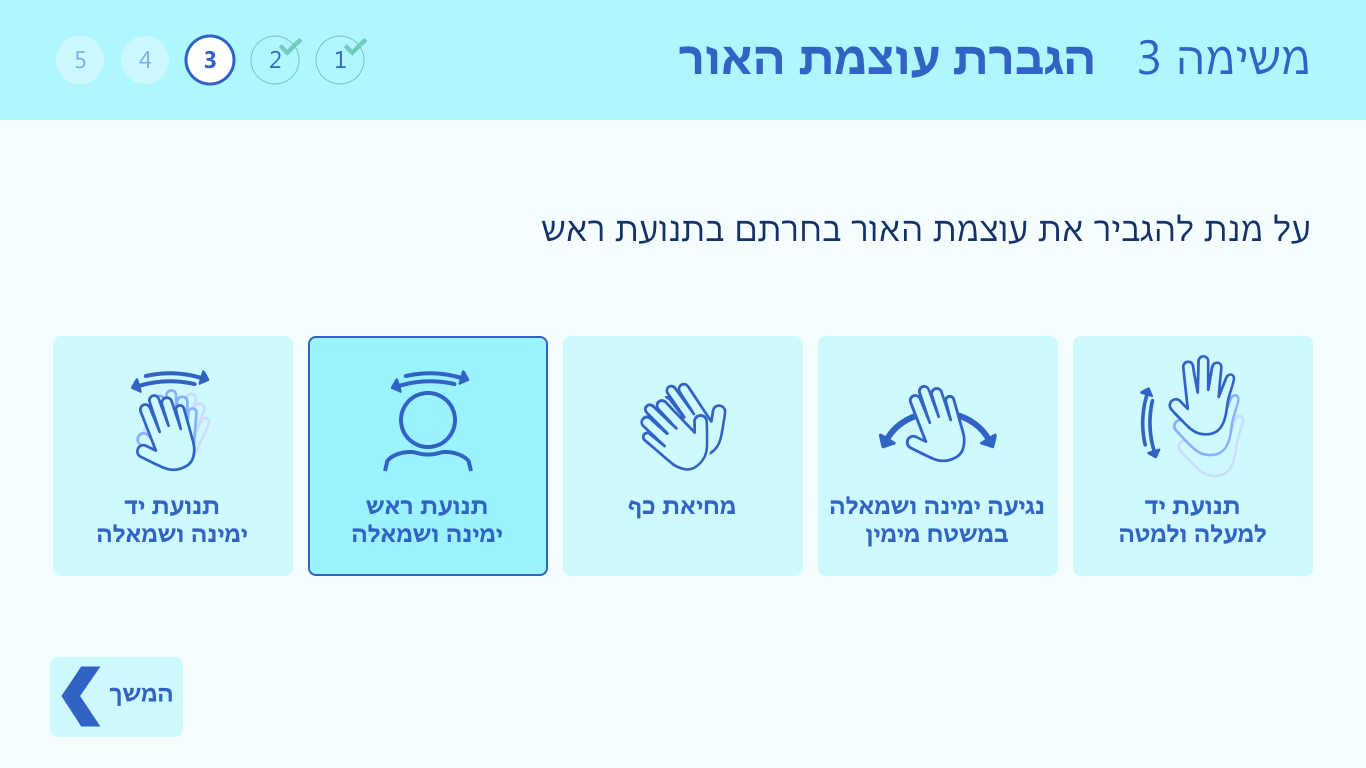 משימה 3 הגברת עוצמת האור
1 2 3 4 5
על מנת להגביר את עוצמת האור בחרתם בתנועת ראש
תנועת יד
למעלה ולמטה
נגיעה ימינה ושמאלה
במשטח מימין
מחיאת כף
תנועת ראש
ימינה ושמאלה
תנועת יד
ימינה ושמאלה
המשך